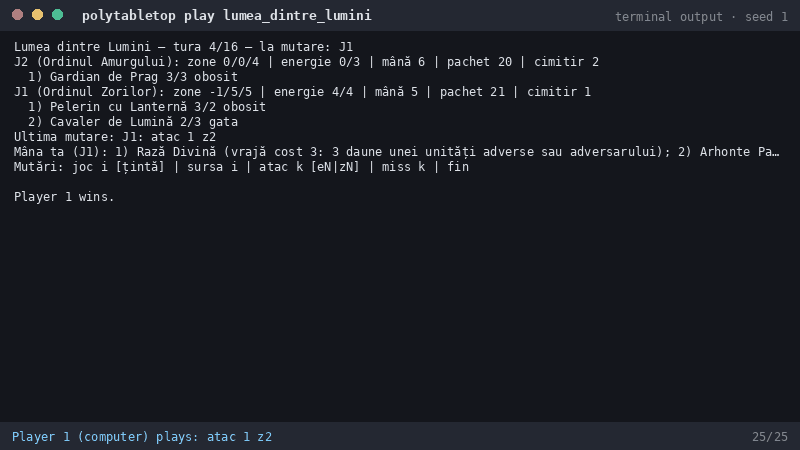 polytabletop play lumea_dintre_lumini
terminal output · seed 1
Lumea dintre Lumini — tura 4/16 — la mutare: J1
J2 (Ordinul Amurgului): zone 0/0/4 | energie 0/3 | mână 6 | pachet 20 | cimitir 2
1) Gardian de Prag 3/3 obosit
J1 (Ordinul Zorilor): zone -1/5/5 | energie 4/4 | mână 5 | pachet 21 | cimitir 1
1) Pelerin cu Lanternă 3/2 obosit
2) Cavaler de Lumină 2/3 gata
Ultima mutare: J1: atac 1 z2
Mâna ta (J1): 1) Rază Divină (vrajă cost 3: 3 daune unei unități adverse sau adversarului); 2) Arhonte Pa…
Mutări: joc i [țintă] | sursa i | atac k [eN|zN] | miss k | fin
Player 1 wins.
Player 1 (computer) plays: atac 1 z2
25/25